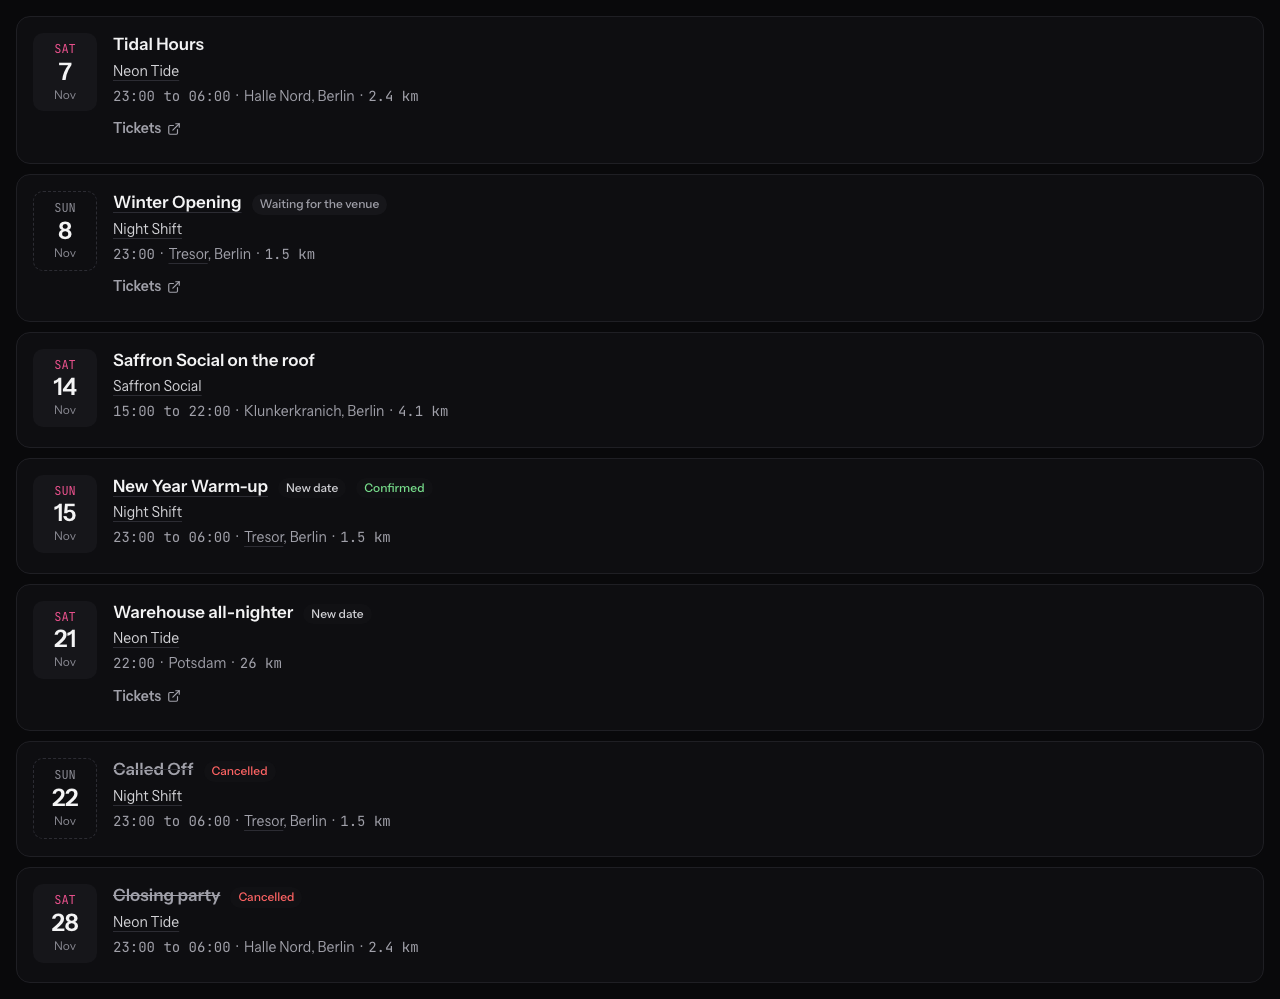 SAT
7
Nov
Tidal Hours
Neon Tide
23:00 to 06:00 · Halle Nord, Berlin · 2.4 km
Tickets
SUN
8
Nov
Winter Opening Waiting for the venue
Night Shift
23:00 · Tresor, Berlin · 1.5 km
Tickets
SAT
14
Nov
Saffron Social on the roof
Saffron Social
15:00 to 22:00 · Klunkerkranich, Berlin · 4.1 km
SUN
15
Nov
New Year Warm-up New date Confirmed
Night Shift
23:00 to 06:00 · Tresor, Berlin · 1.5 km
SAT
21
Nov
Warehouse all-nighter New date
Neon Tide
22:00 · Potsdam · 26 km
Tickets
SUN
22
Nov
Called Off Cancelled
Night Shift
23:00 to 06:00 · Tresor, Berlin · 1.5 km
SAT
28
Nov
Closing party Cancelled
Neon Tide
23:00 to 06:00 · Halle Nord, Berlin · 2.4 km